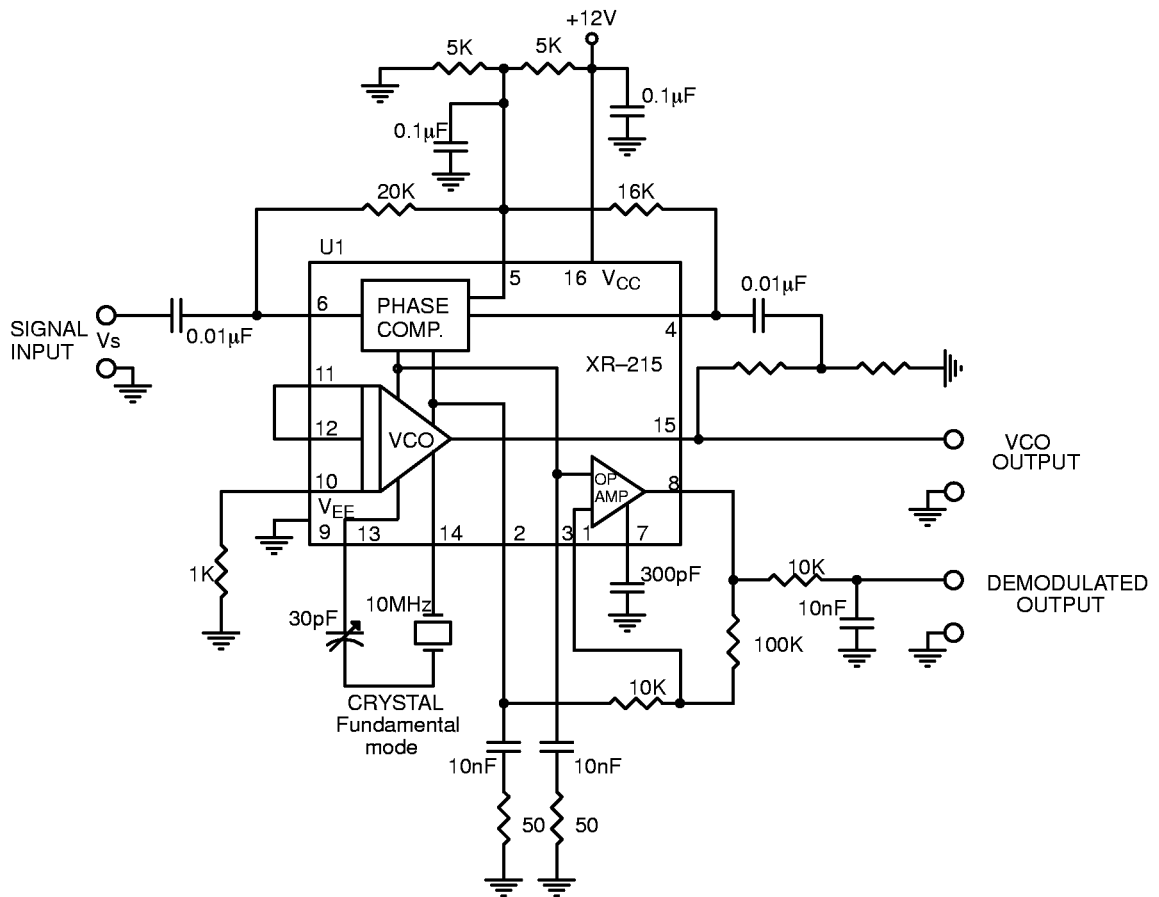 +12V
5K
5K
0.1µF
0.1µF
20K
16K
U1
5
16
VCC
0.01µF
6
PHASE
COMP.
4
SIGNAL
INPUT
Vs
0.01µF
XR–215
11
12
VCO
15
VCO
OUTPUT
10
OP
AMP
8
VEE
9
13
14
2
3
1
7
1K
30pF
10MHz
300pF
10K
10nF
DEMODULATED
OUTPUT
100K
10K
CRYSTAL
Fundamental
mode
10nF
10nF
50
50